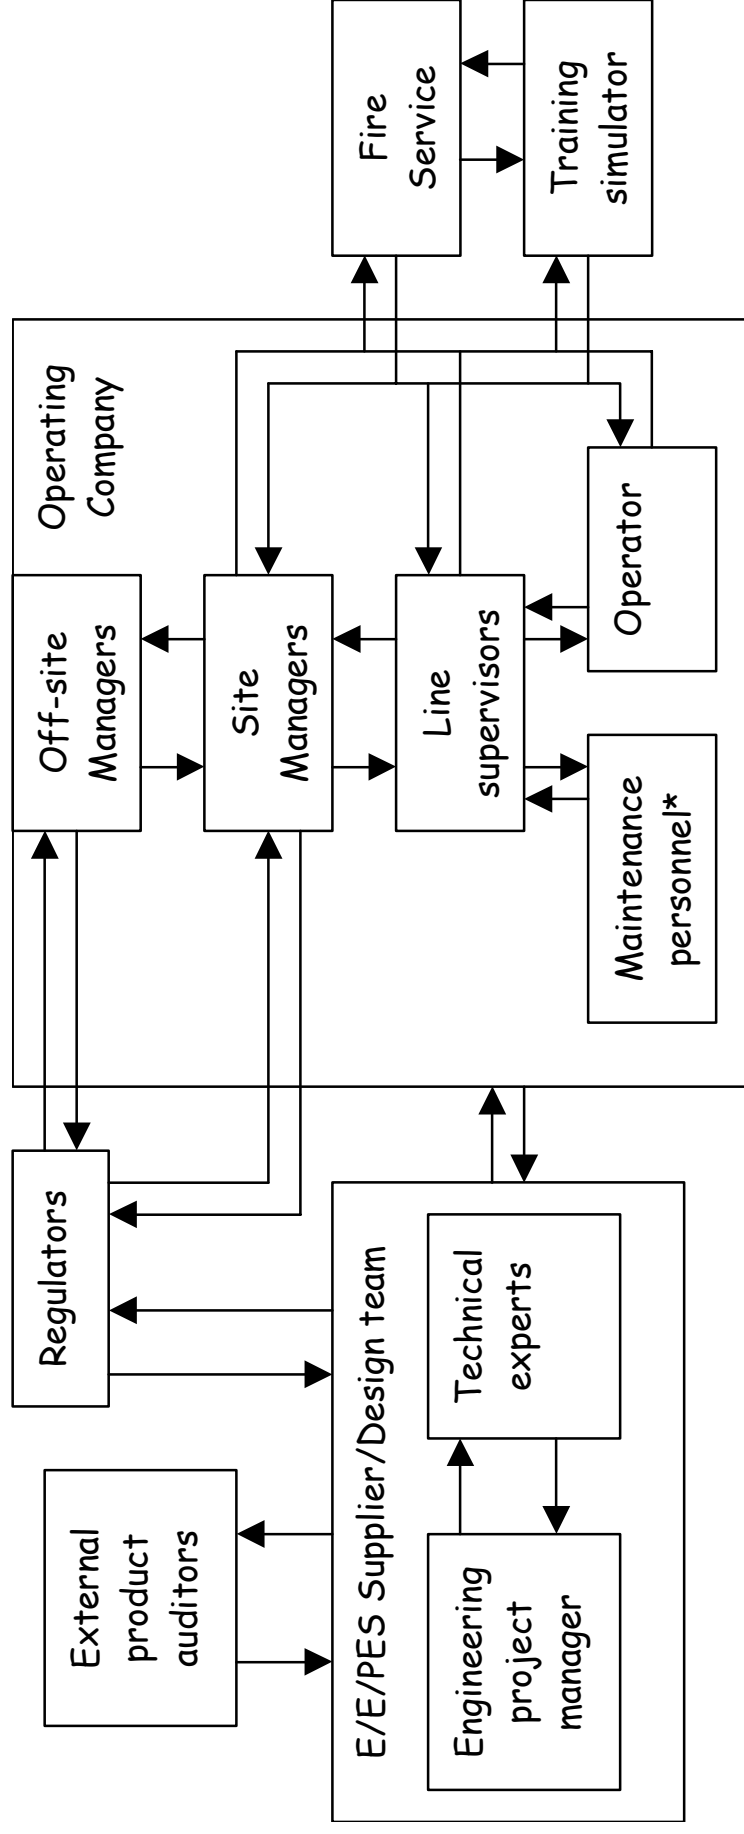 External
product
auditors
Regulators
E/E/PES Supplier/Design team
Engineering
project
manager
Technical
experts
Operating
Company
Off-site
Managers
Site
Managers
Line
supervisors
Maintenance
personnel*
Operator
Fire
Service
Training
simulator